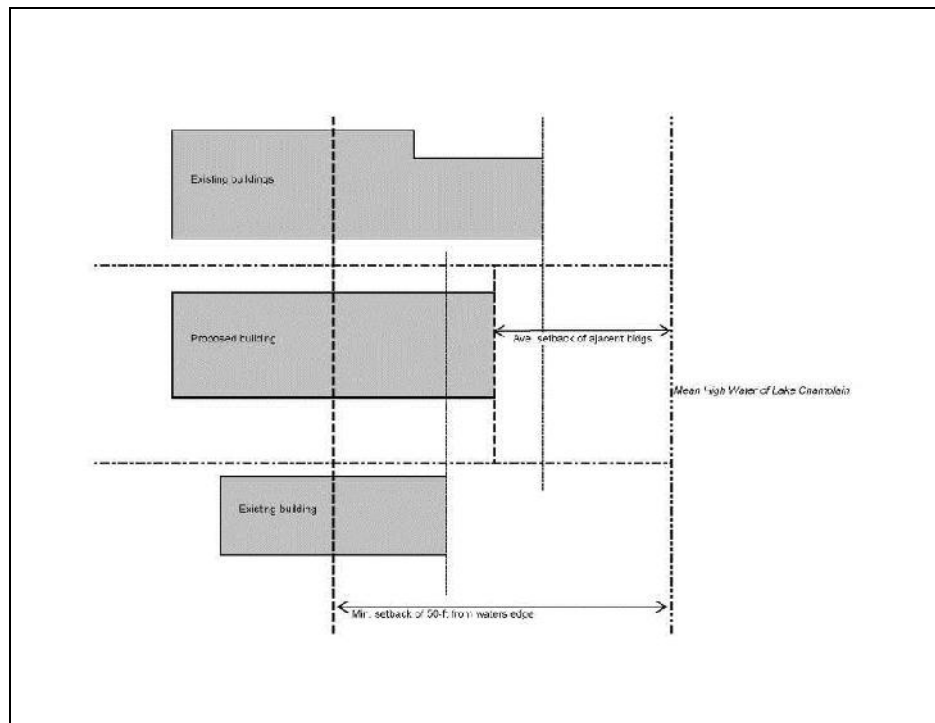 Existing buildings
Proposed building
Ave. setback of ajacent bldgs
Mean High Water of Lake Champlain
Existing building
Min. setback of 50-ft from waters edge